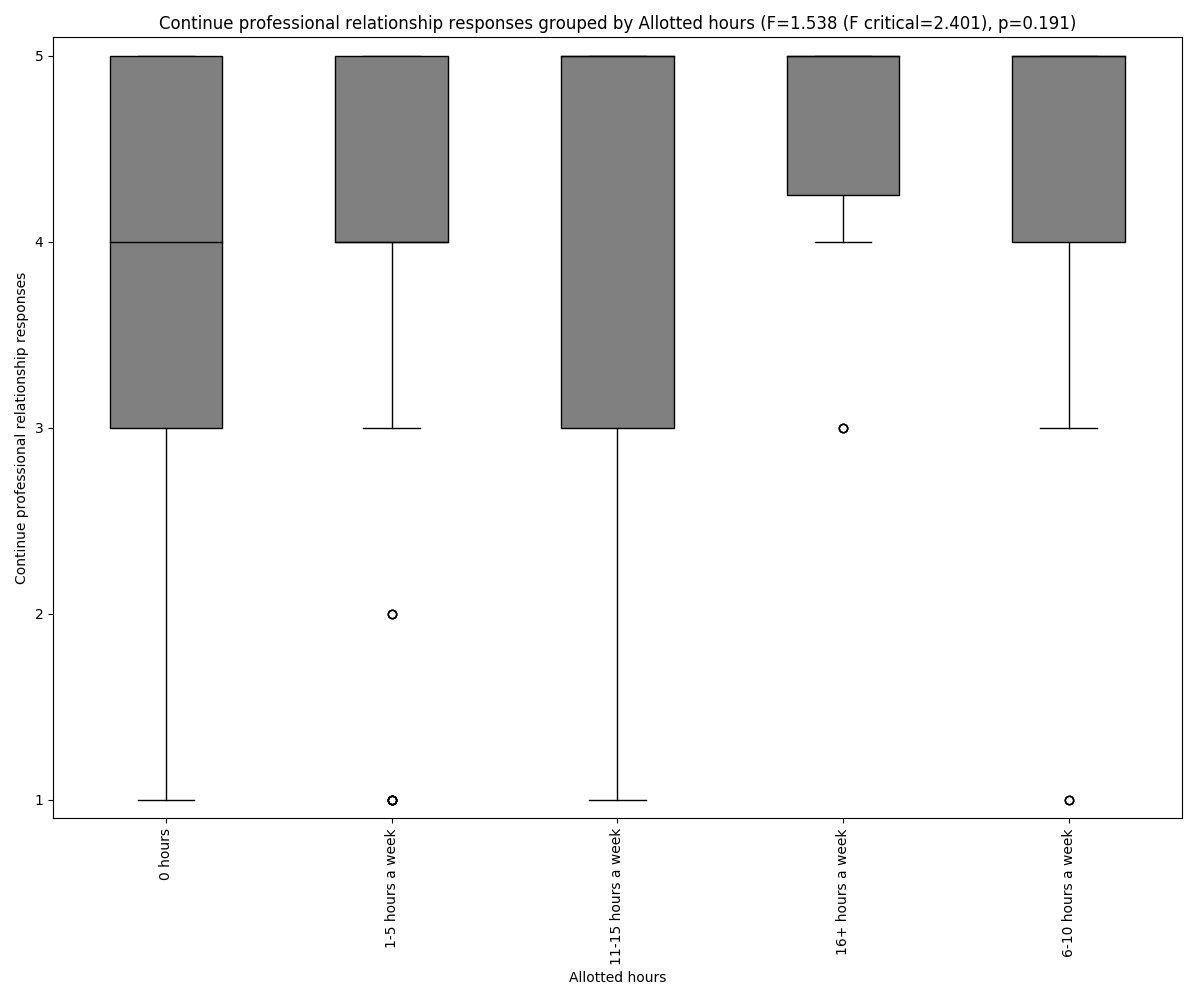 Continue professional relationship responses grouped by Allotted hours (F=1.538 (F critical=2.401), p=0.191)
Continue professional relationship responses
5
4
3
2
1
0 hours
1-5 hours a week
11-15 hours a week
16+ hours a week
6-10 hours a week
Allotted hours